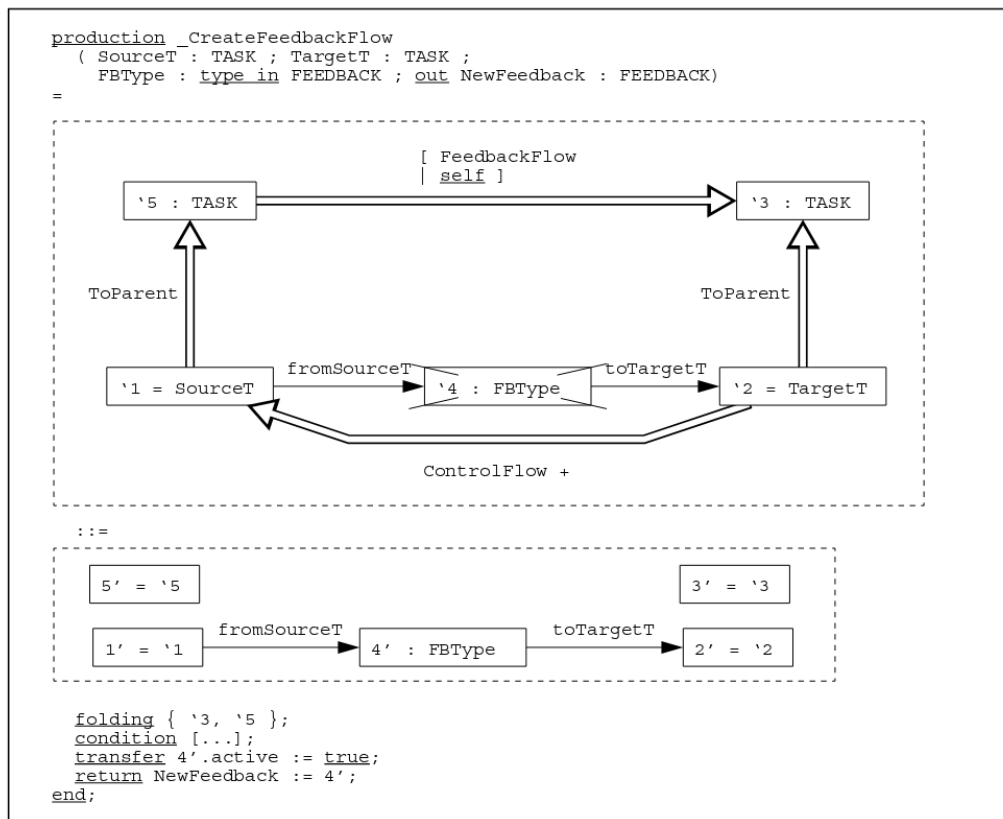 production _CreateFeedbackFlow
( SourceT : TASK ; TargetT : TASK ;
FBType : type in FEEDBACK ; out NewFeedback : FEEDBACK)
=
[ FeedbackFlow
| self ]
‘5 : TASK
‘3 : TASK
ToParent
ToParent
fromSourceT
toTargetT
‘1 = SourceT
‘4 : FBType
‘2 = TargetT
ControlFlow +
::=
5’ = ‘5
3’ = ‘3
fromSourceT
toTargetT
1’ = ‘1
4’ : FBType
2’ = ‘2
folding { ‘3, ‘5 };
condition [...];
transfer 4’.active := true;
return NewFeedback := 4’;
end;